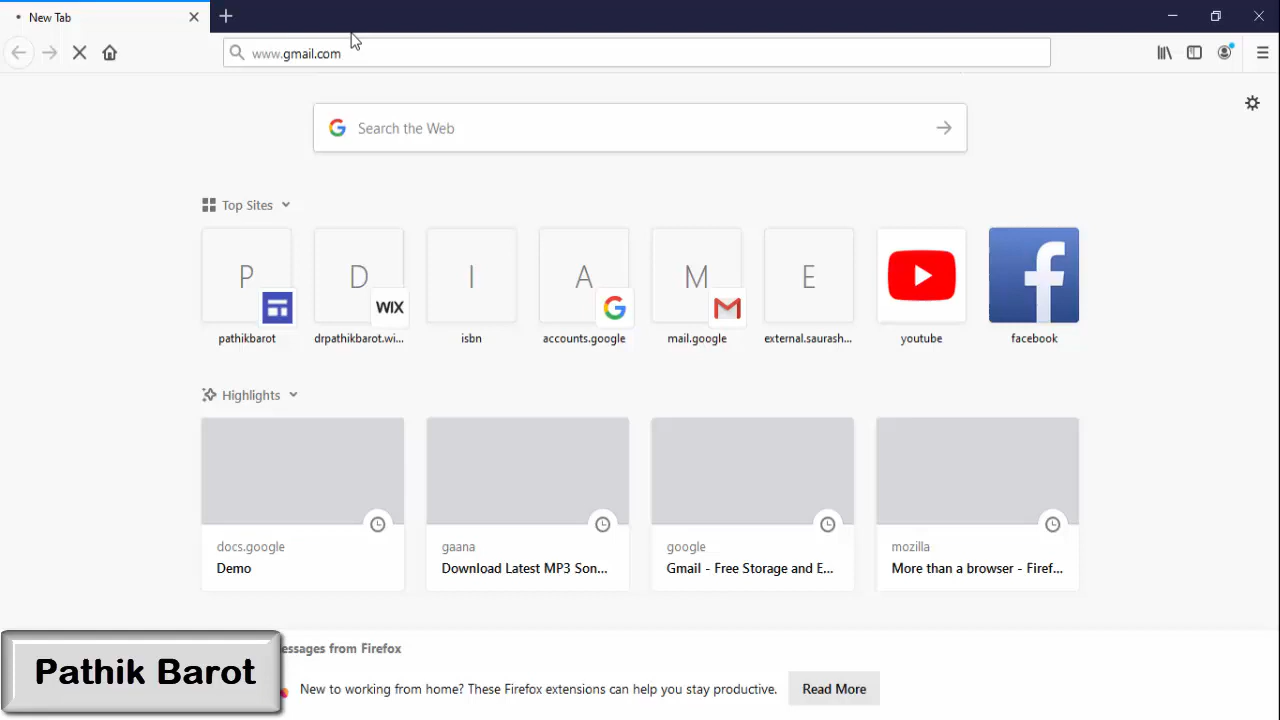 New Tab
www.gmail.com
Search the Web
Top Sites
P
D
WIX
I
A
M
E
pathikbarot
drpathikbarot.wi...
isbn
accounts.google
mail.google
external.saurash...
youtube
facebook
Highlights
docs.google
Demo
gaana
Download Latest MP3 Son...
google
Gmail - Free Storage and E...
mozilla
More than a browser - Firef...
essages from Firefox
New to working from home? These Firefox extensions can help you stay productive.
Read More
Pathik Barot